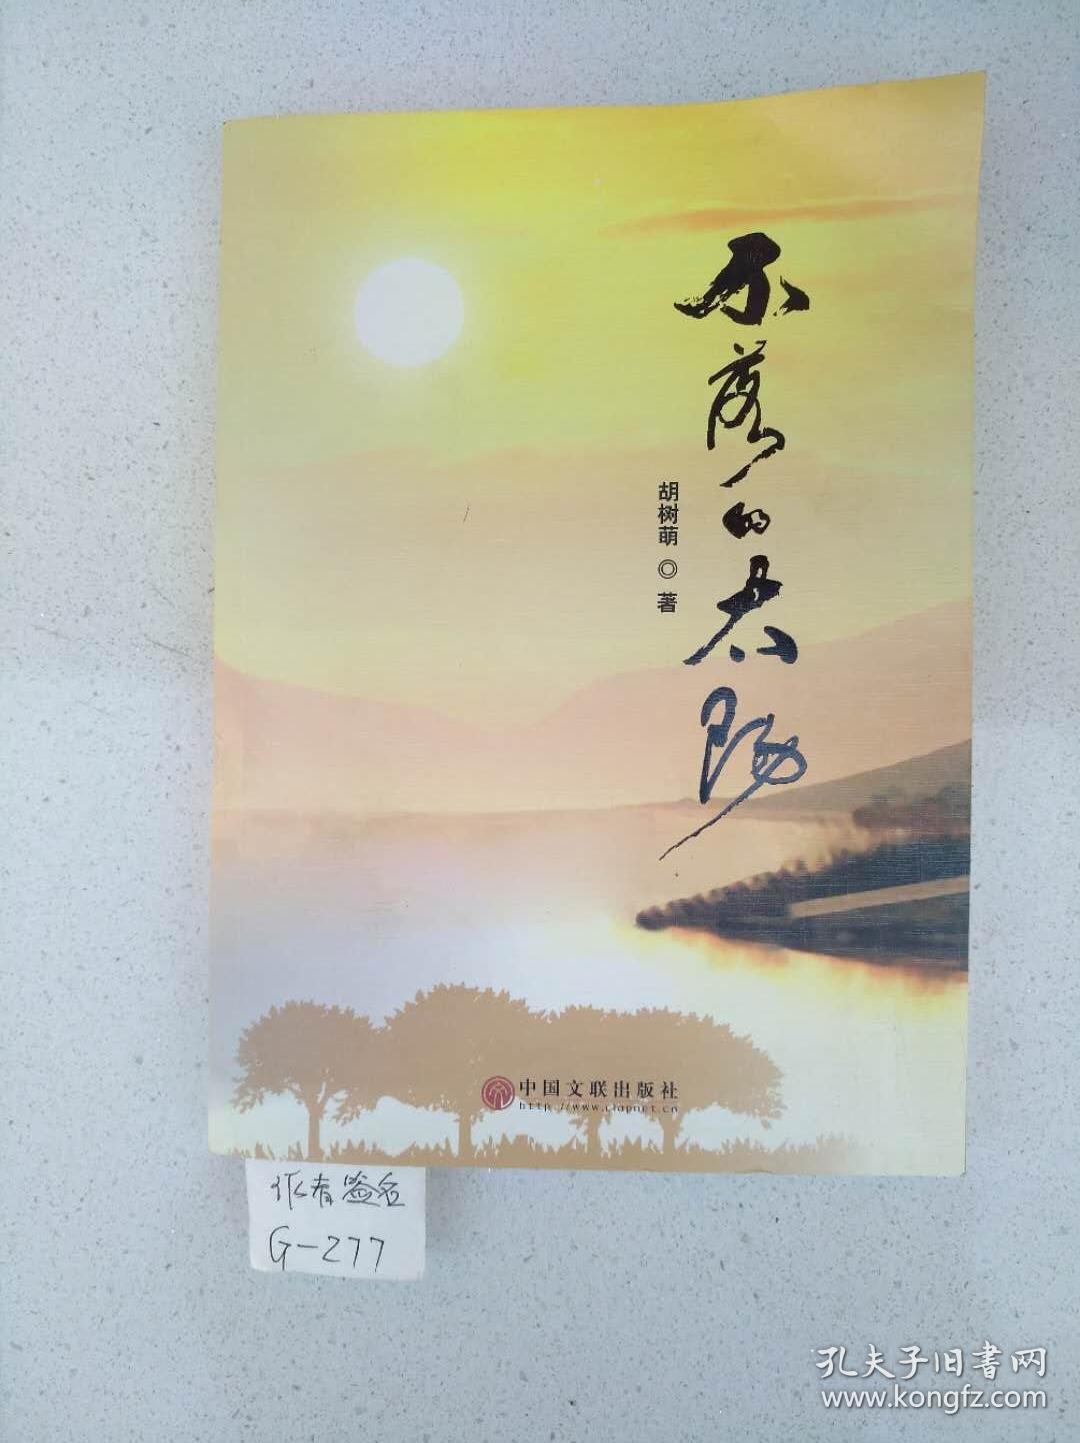 不落的太阳
胡树萌 ◎ 著
中国文联出版社
http://www.clapnet.cn
作者签名
G-277
孔夫子旧書网
www.kongfz.com